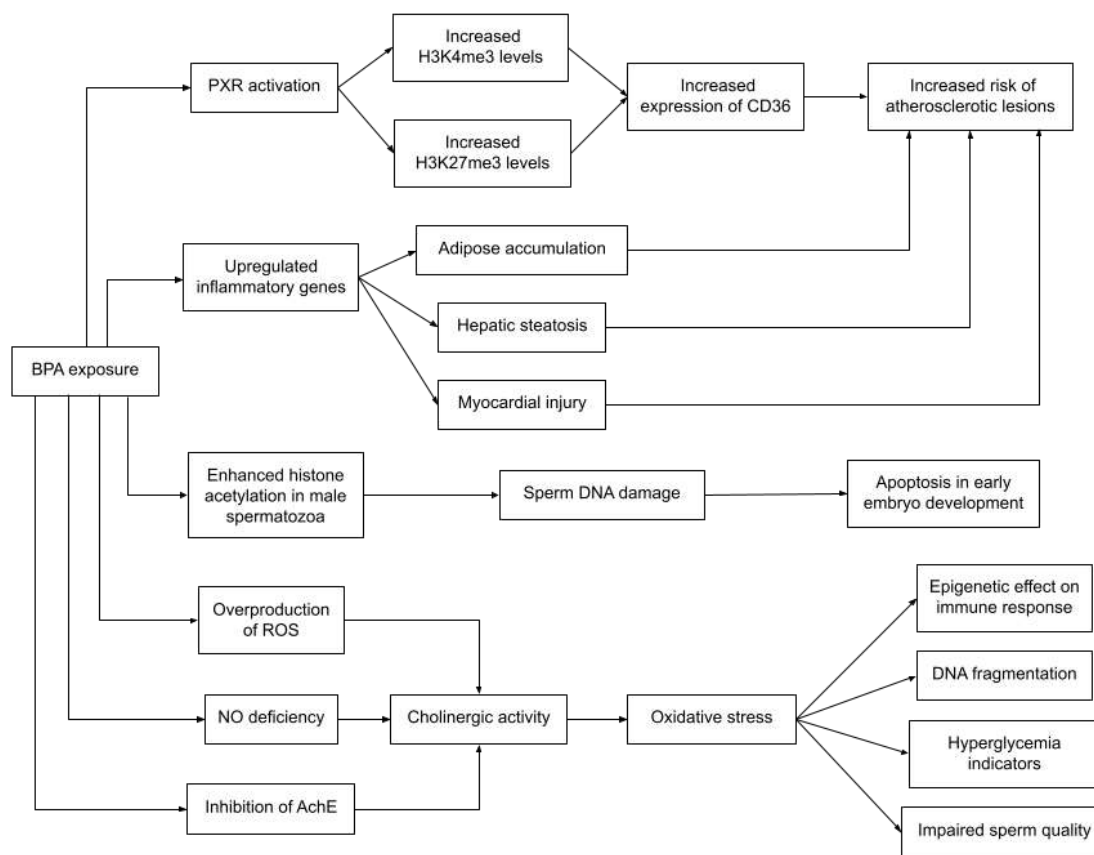 Increased
H3K4me3 levels
PXR activation
Increased
expression of CD36
Increased risk of
atherosclerotic lesions
Increased
H3K27me3 levels
Adipose accumulation
Upregulated
inflammatory genes
Hepatic steatosis
BPA exposure
Myocardial injury
Enhanced histone
acetylation in male
spermatozoa
Sperm DNA damage
Apoptosis in early
embryo development
Epigenetic effect on
immune response
Overproduction
of ROS
DNA fragmentation
NO deficiency
Cholinergic activity
Oxidative stress
Hyperglycemia
indicators
Inhibition of AchE
Impaired sperm quality